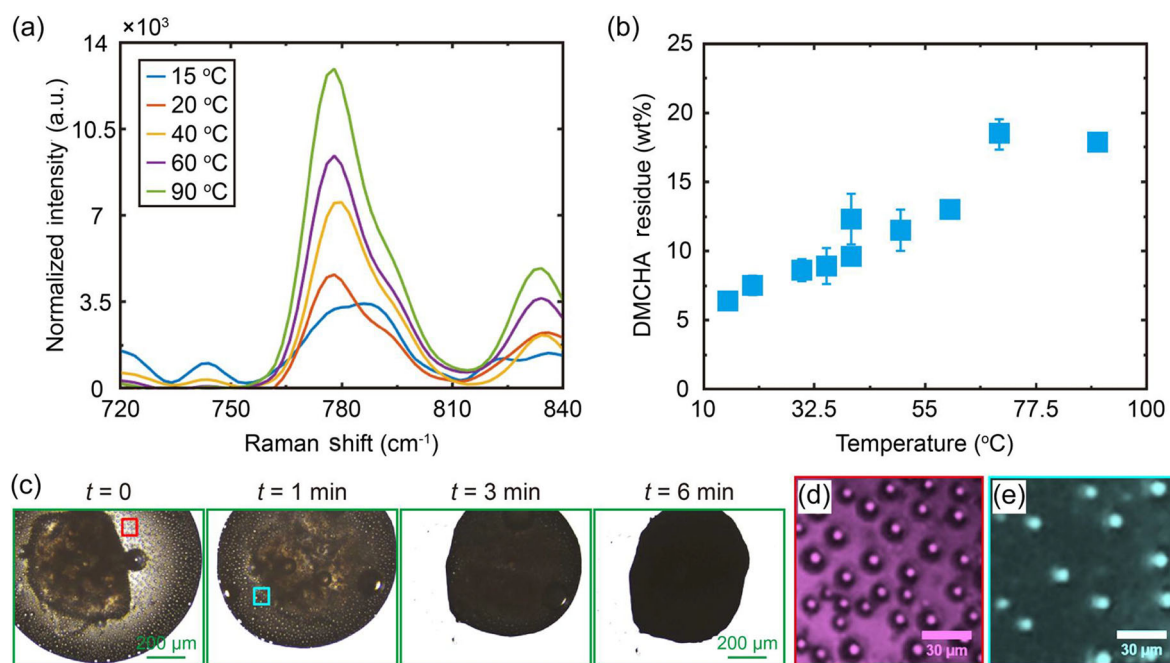 (a)
×10³
14
10.5
7
3.5
0
Normalized intensity (a.u.)
15 °C
20 °C
40 °C
60 °C
90 °C
720 750 780 810 840
Raman shift (cm⁻¹)
(b)
25
20
15
10
5
0
DMCHA residue (wt%)
10 32.5 55 77.5 100
Temperature (°C)
(c)
t = 0 t = 1 min t = 3 min t = 6 min
200 µm 200 µm
(d)
30 µm
(e)
30 µm